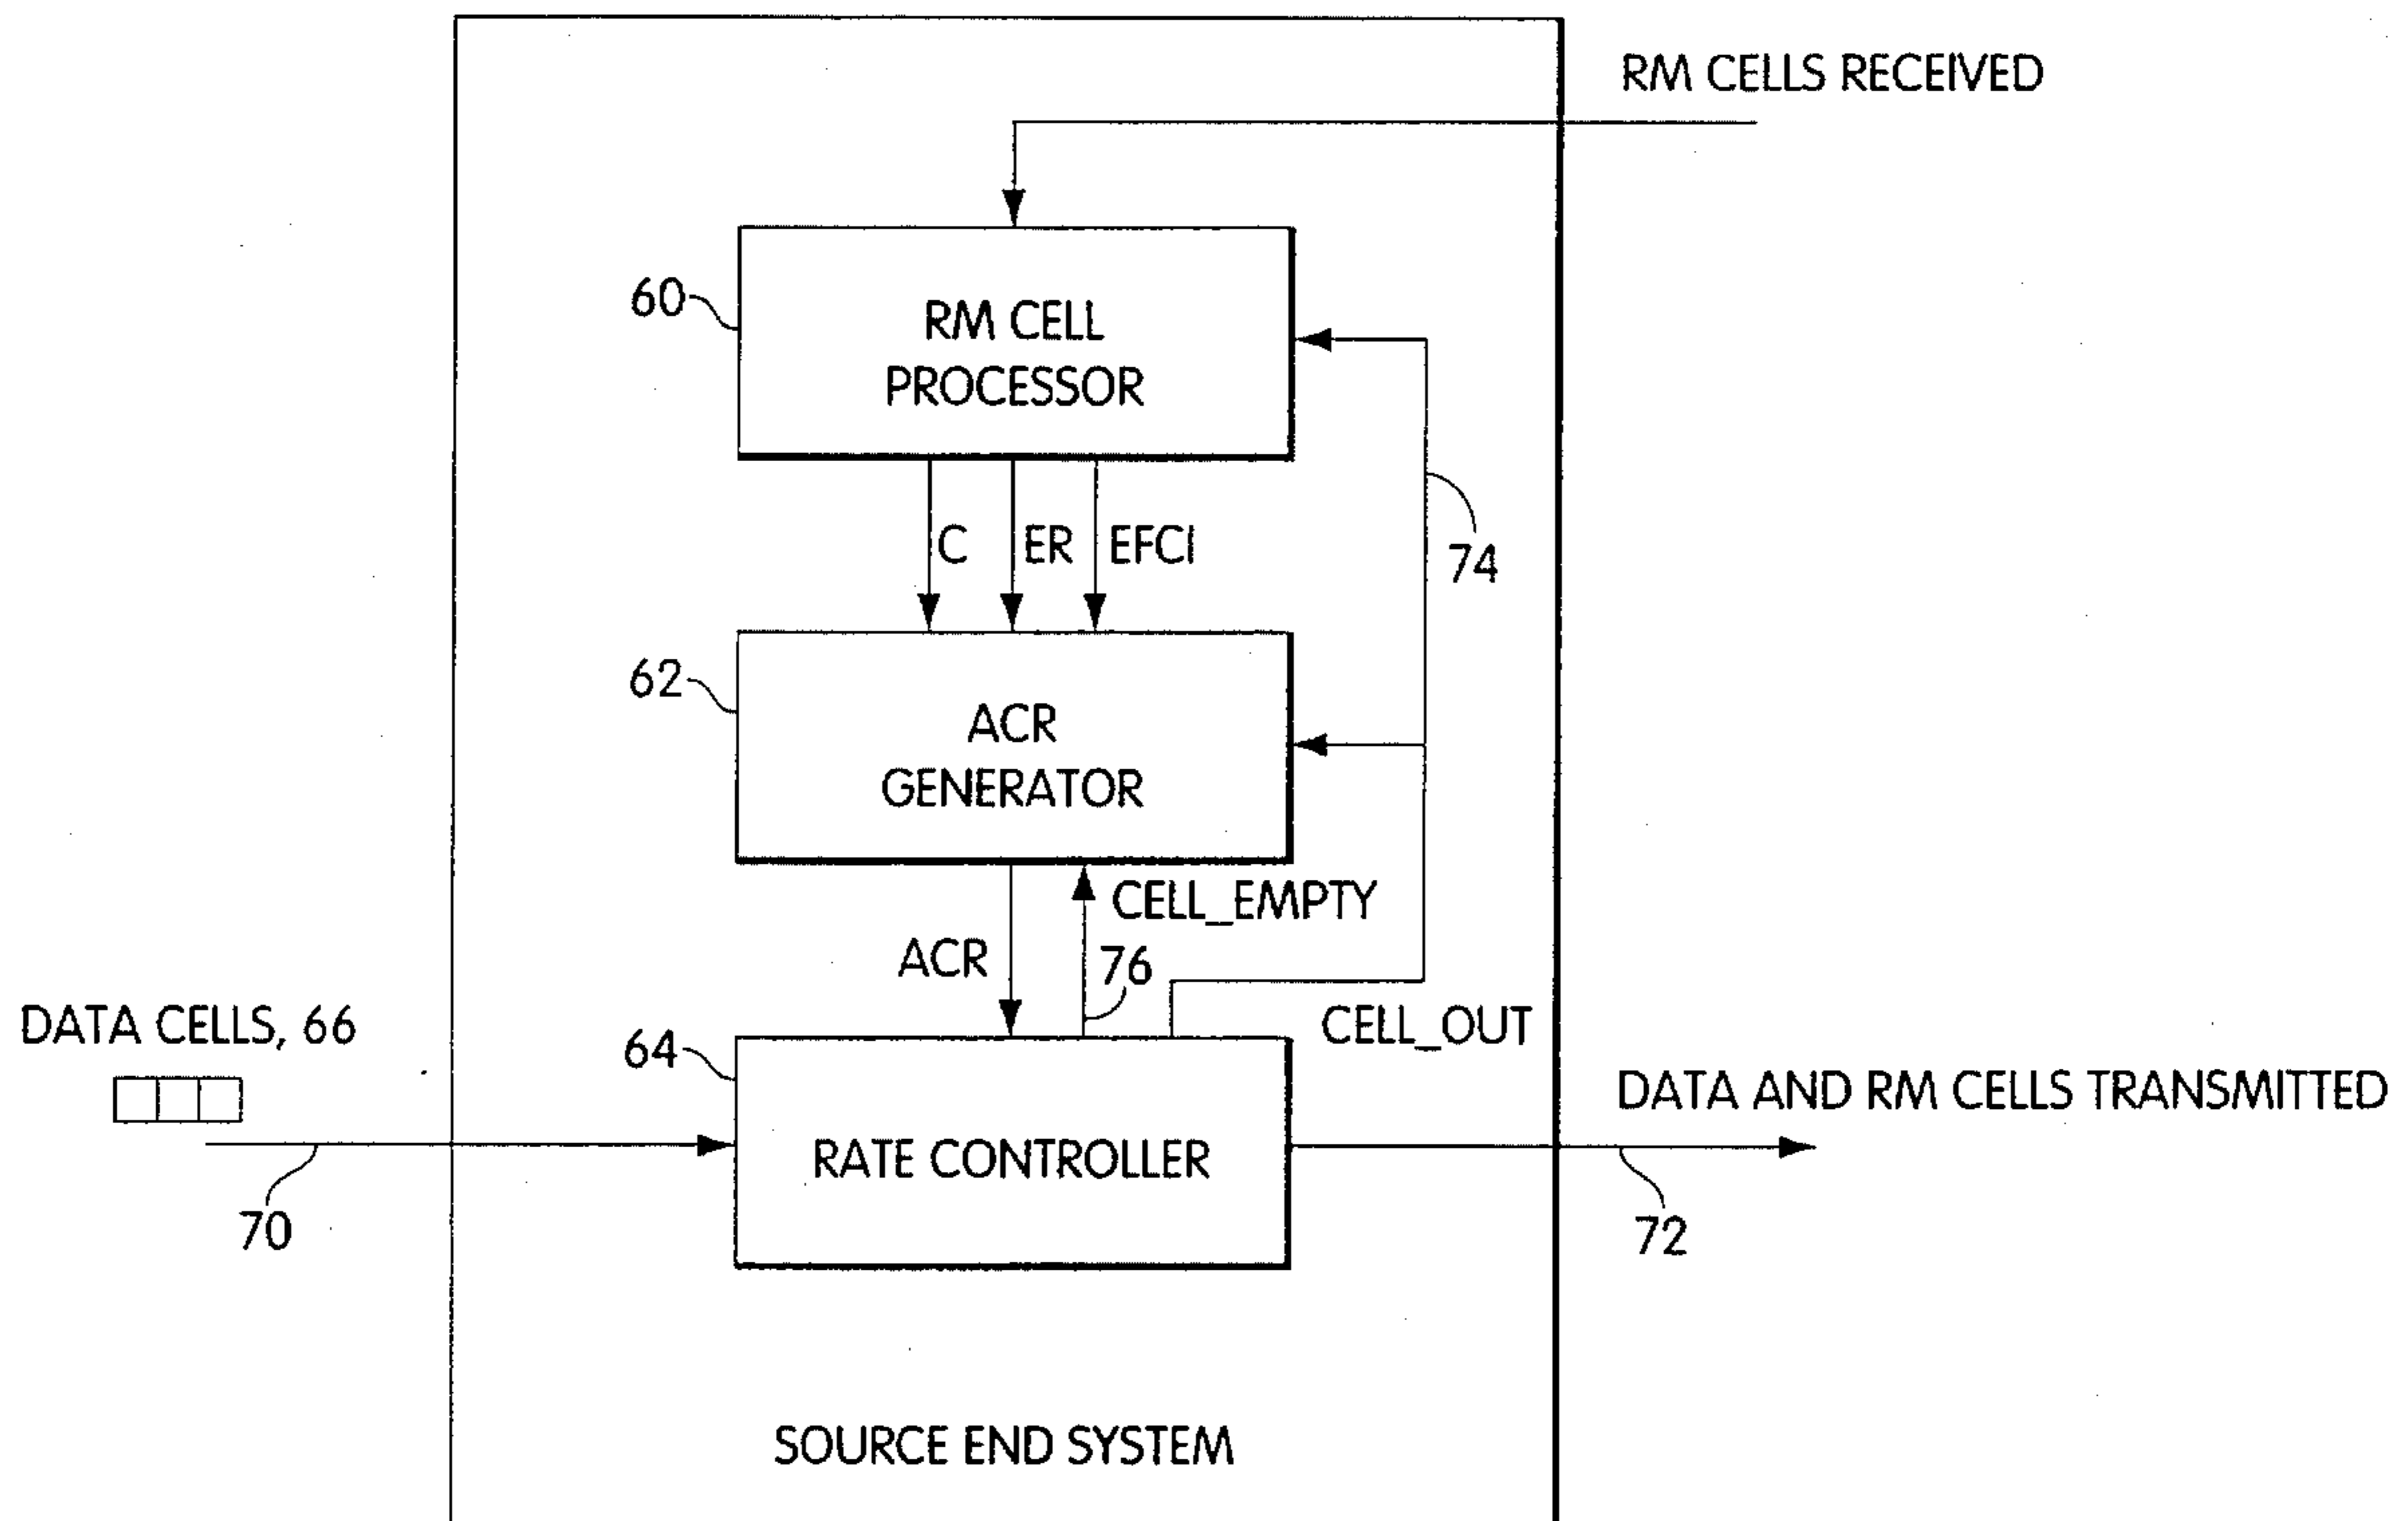 RM CELLS RECEIVED
60
RM CELL
PROCESSOR
C
ER
EFCI
74
62
ACR
GENERATOR
CELL_EMPTY
ACR
76
DATA CELLS, 66
64
CELL_OUT
DATA AND RM CELLS TRANSMITTED
RATE CONTROLLER
70
72
SOURCE END SYSTEM